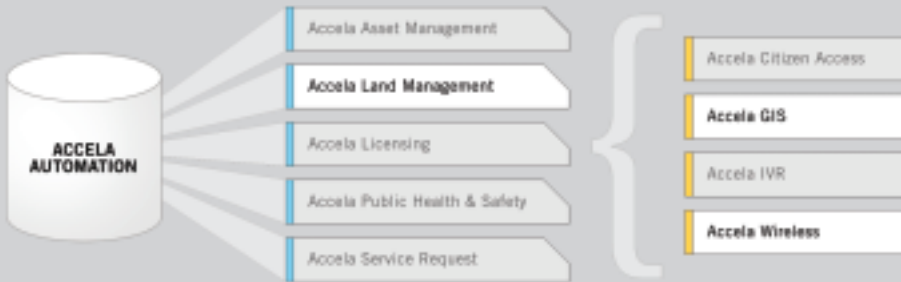 ACCELA
AUTOMATION
Accela Asset Management
Accela Land Management
Accela Licensing
Accela Public Health & Safety
Accela Service Request
Accela Citizen Access
Accela GIS
Accela IVR
Accela Wireless